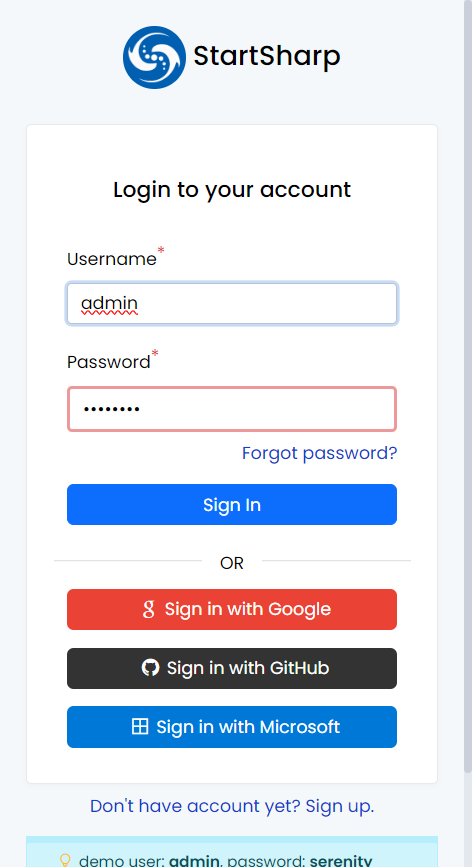 StartSharp
Login to your account
Username*
admin
Password*
••••••••
Forgot password?
Sign In
OR
Sign in with Google
Sign in with GitHub
Sign in with Microsoft
Don't have account yet? Sign up.
demo user: admin, password: serenity